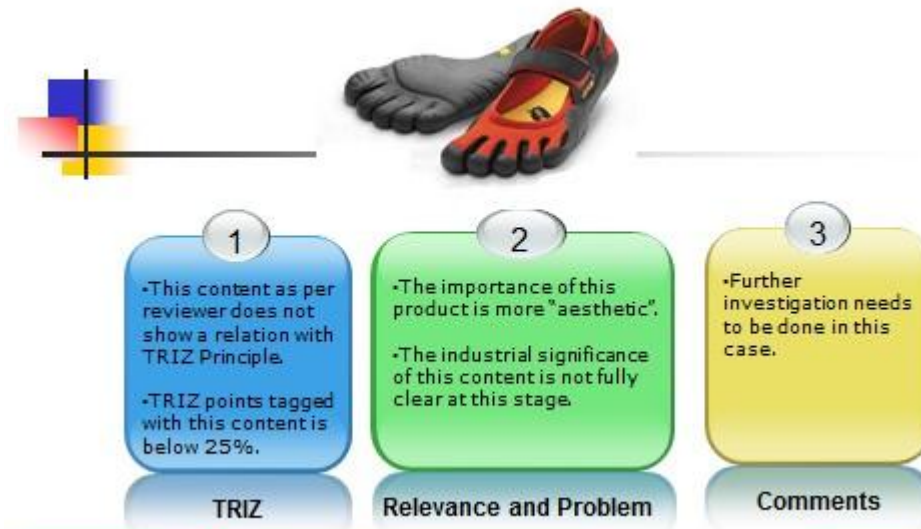 1
•This content as per
reviewer does not
show a relation with
TRIZ Principle.
•TRIZ points tagged
with this content is
below 25%.
TRIZ
2
•The importance of this
product is more “aesthetic”.
•The industrial significance
of this content is not fully
clear at this stage.
Relevance and Problem
3
•Further
investigation needs
to be done in this
case.
Comments